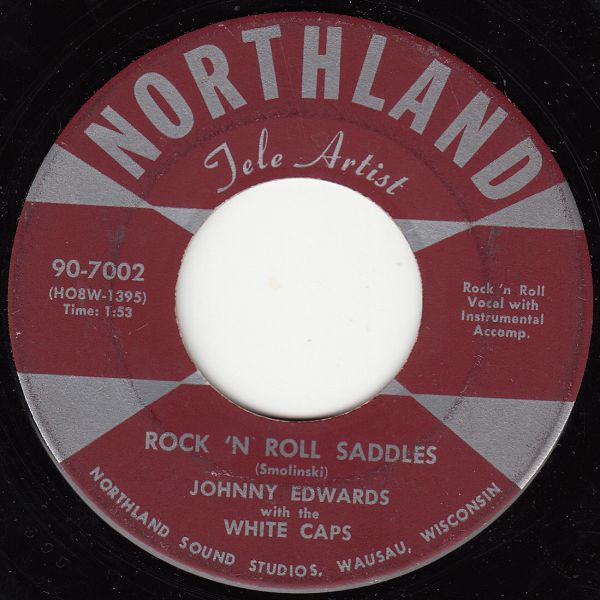 NORTHLAND
Tele Artist
90-7002
(HO8W-1395)
Time: 1:53
Rock 'n Roll
Vocal with
Instrumental
Accomp.
ROCK 'N ROLL SADDLES
(Smolinski)
JOHNNY EDWARDS
with the
WHITE CAPS
NORTHLAND SOUND STUDIOS, WAUSAU, WISCONSIN